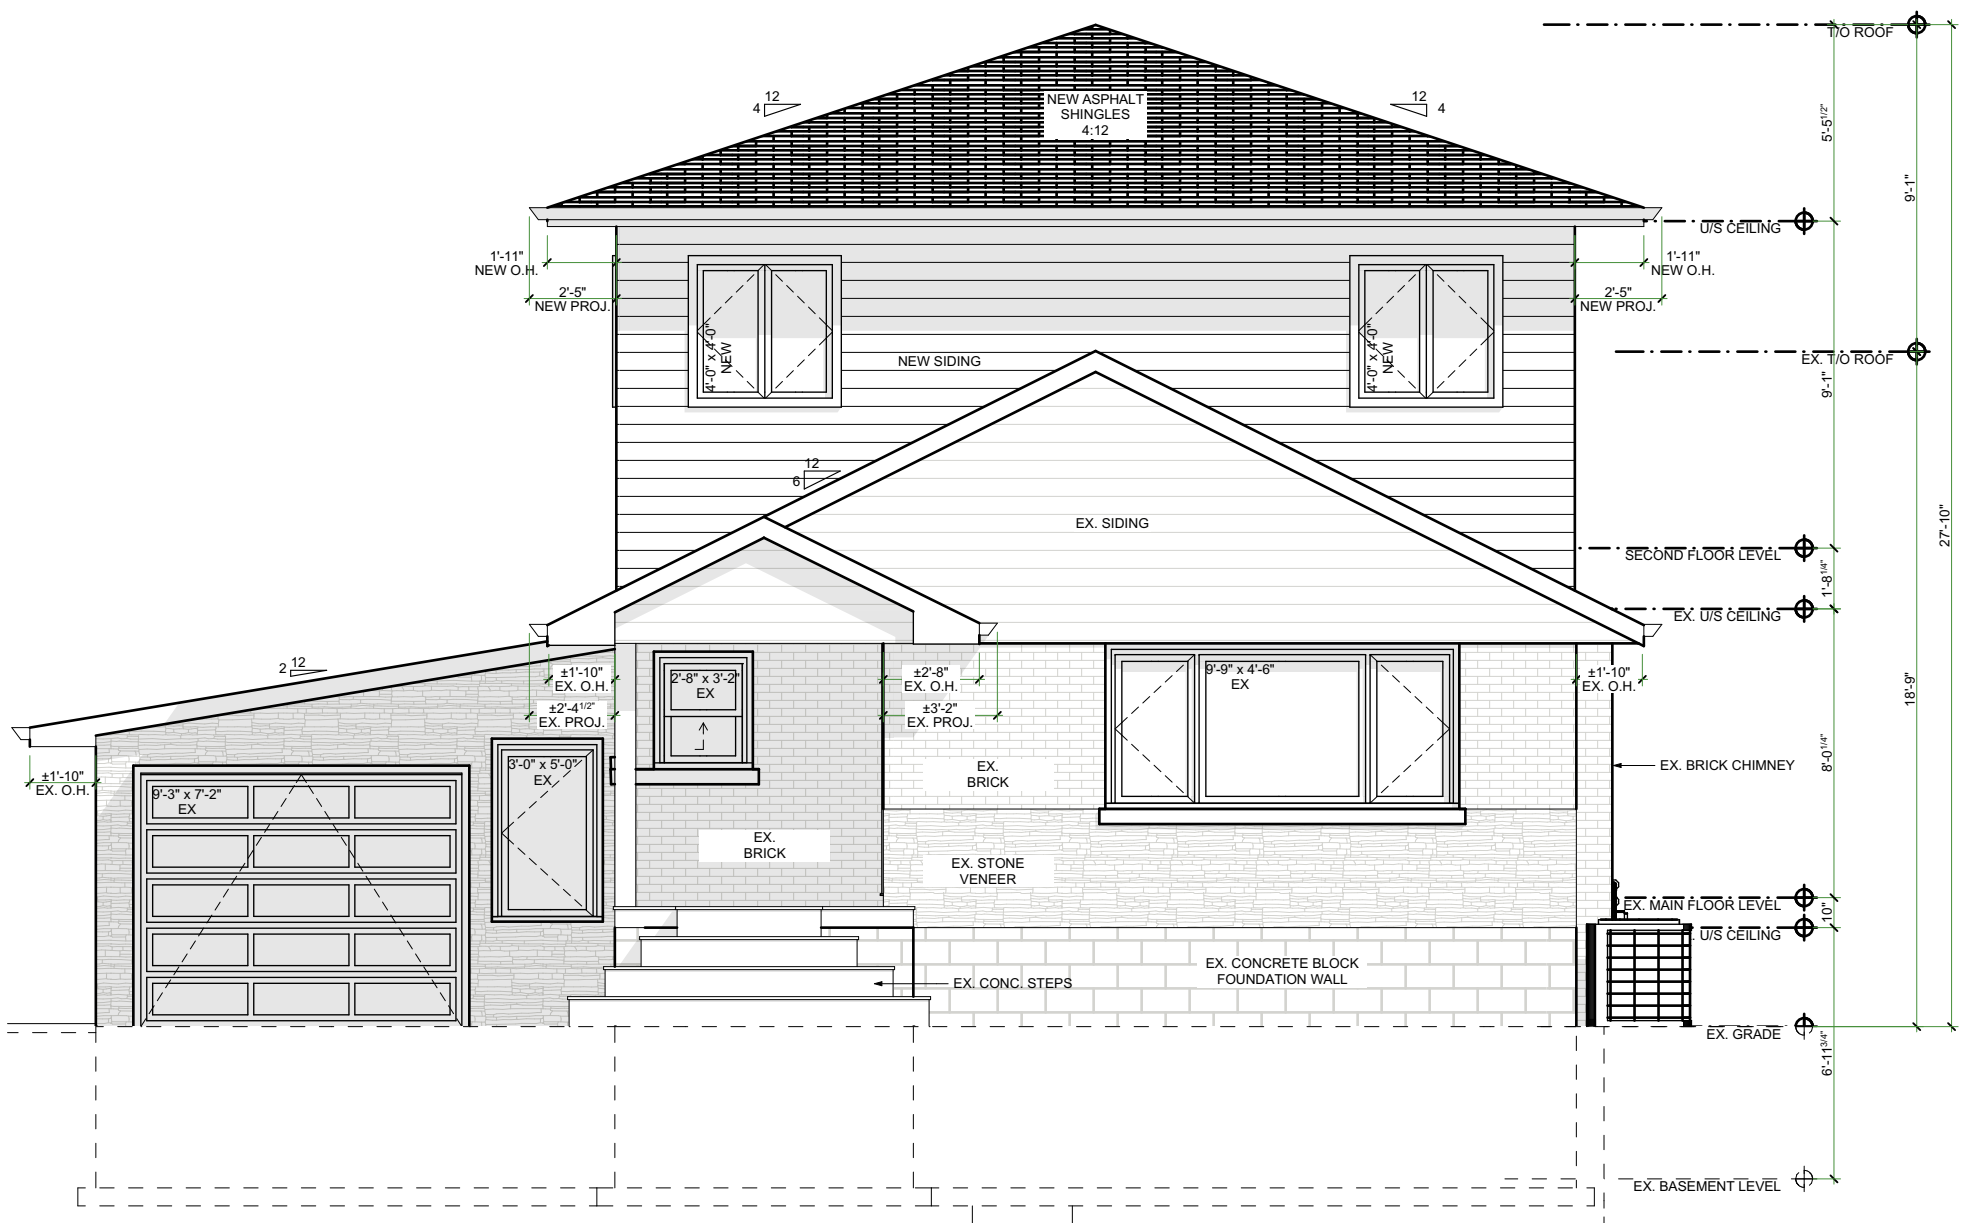 T/O ROOF
12
4
12
4
NEW ASPHALT
SHINGLES
4:12
5'-5 1/2"
9'-1"
U/S CEILING
1'-11"
NEW O.H.
2'-5"
NEW PROJ.
1'-11"
NEW O.H.
2'-5"
NEW PROJ.
4'-0" x 4'-0"
NEW
4'-0" x 4'-0"
NEW
NEW SIDING
EX. T/O ROOF
9'-1"
12
6
EX. SIDING
27'-10"
SECOND FLOOR LEVEL
1'-8 1/4"
EX. U/S CEILING
12
2
±1'-10"
EX. O.H.
2'-8" x 3'-2"
EX
±2'-8"
EX. O.H.
9'-9" x 4'-6"
EX
±1'-10"
EX. O.H.
18'-9"
±2'-4 1/2"
EX. PROJ.
±3'-2"
EX. PROJ.
±1'-10"
EX. O.H.
3'-0" x 5'-0"
EX
EX.
BRICK
EX. BRICK CHIMNEY
8'-0 1/4"
9'-3" x 7'-2"
EX
EX.
BRICK
EX. STONE
VENEER
EX. MAIN FLOOR LEVEL
10"
U/S CEILING
EX. CONCRETE BLOCK
FOUNDATION WALL
EX. CONC. STEPS
EX. GRADE
6'-11 3/4"
EX. BASEMENT LEVEL